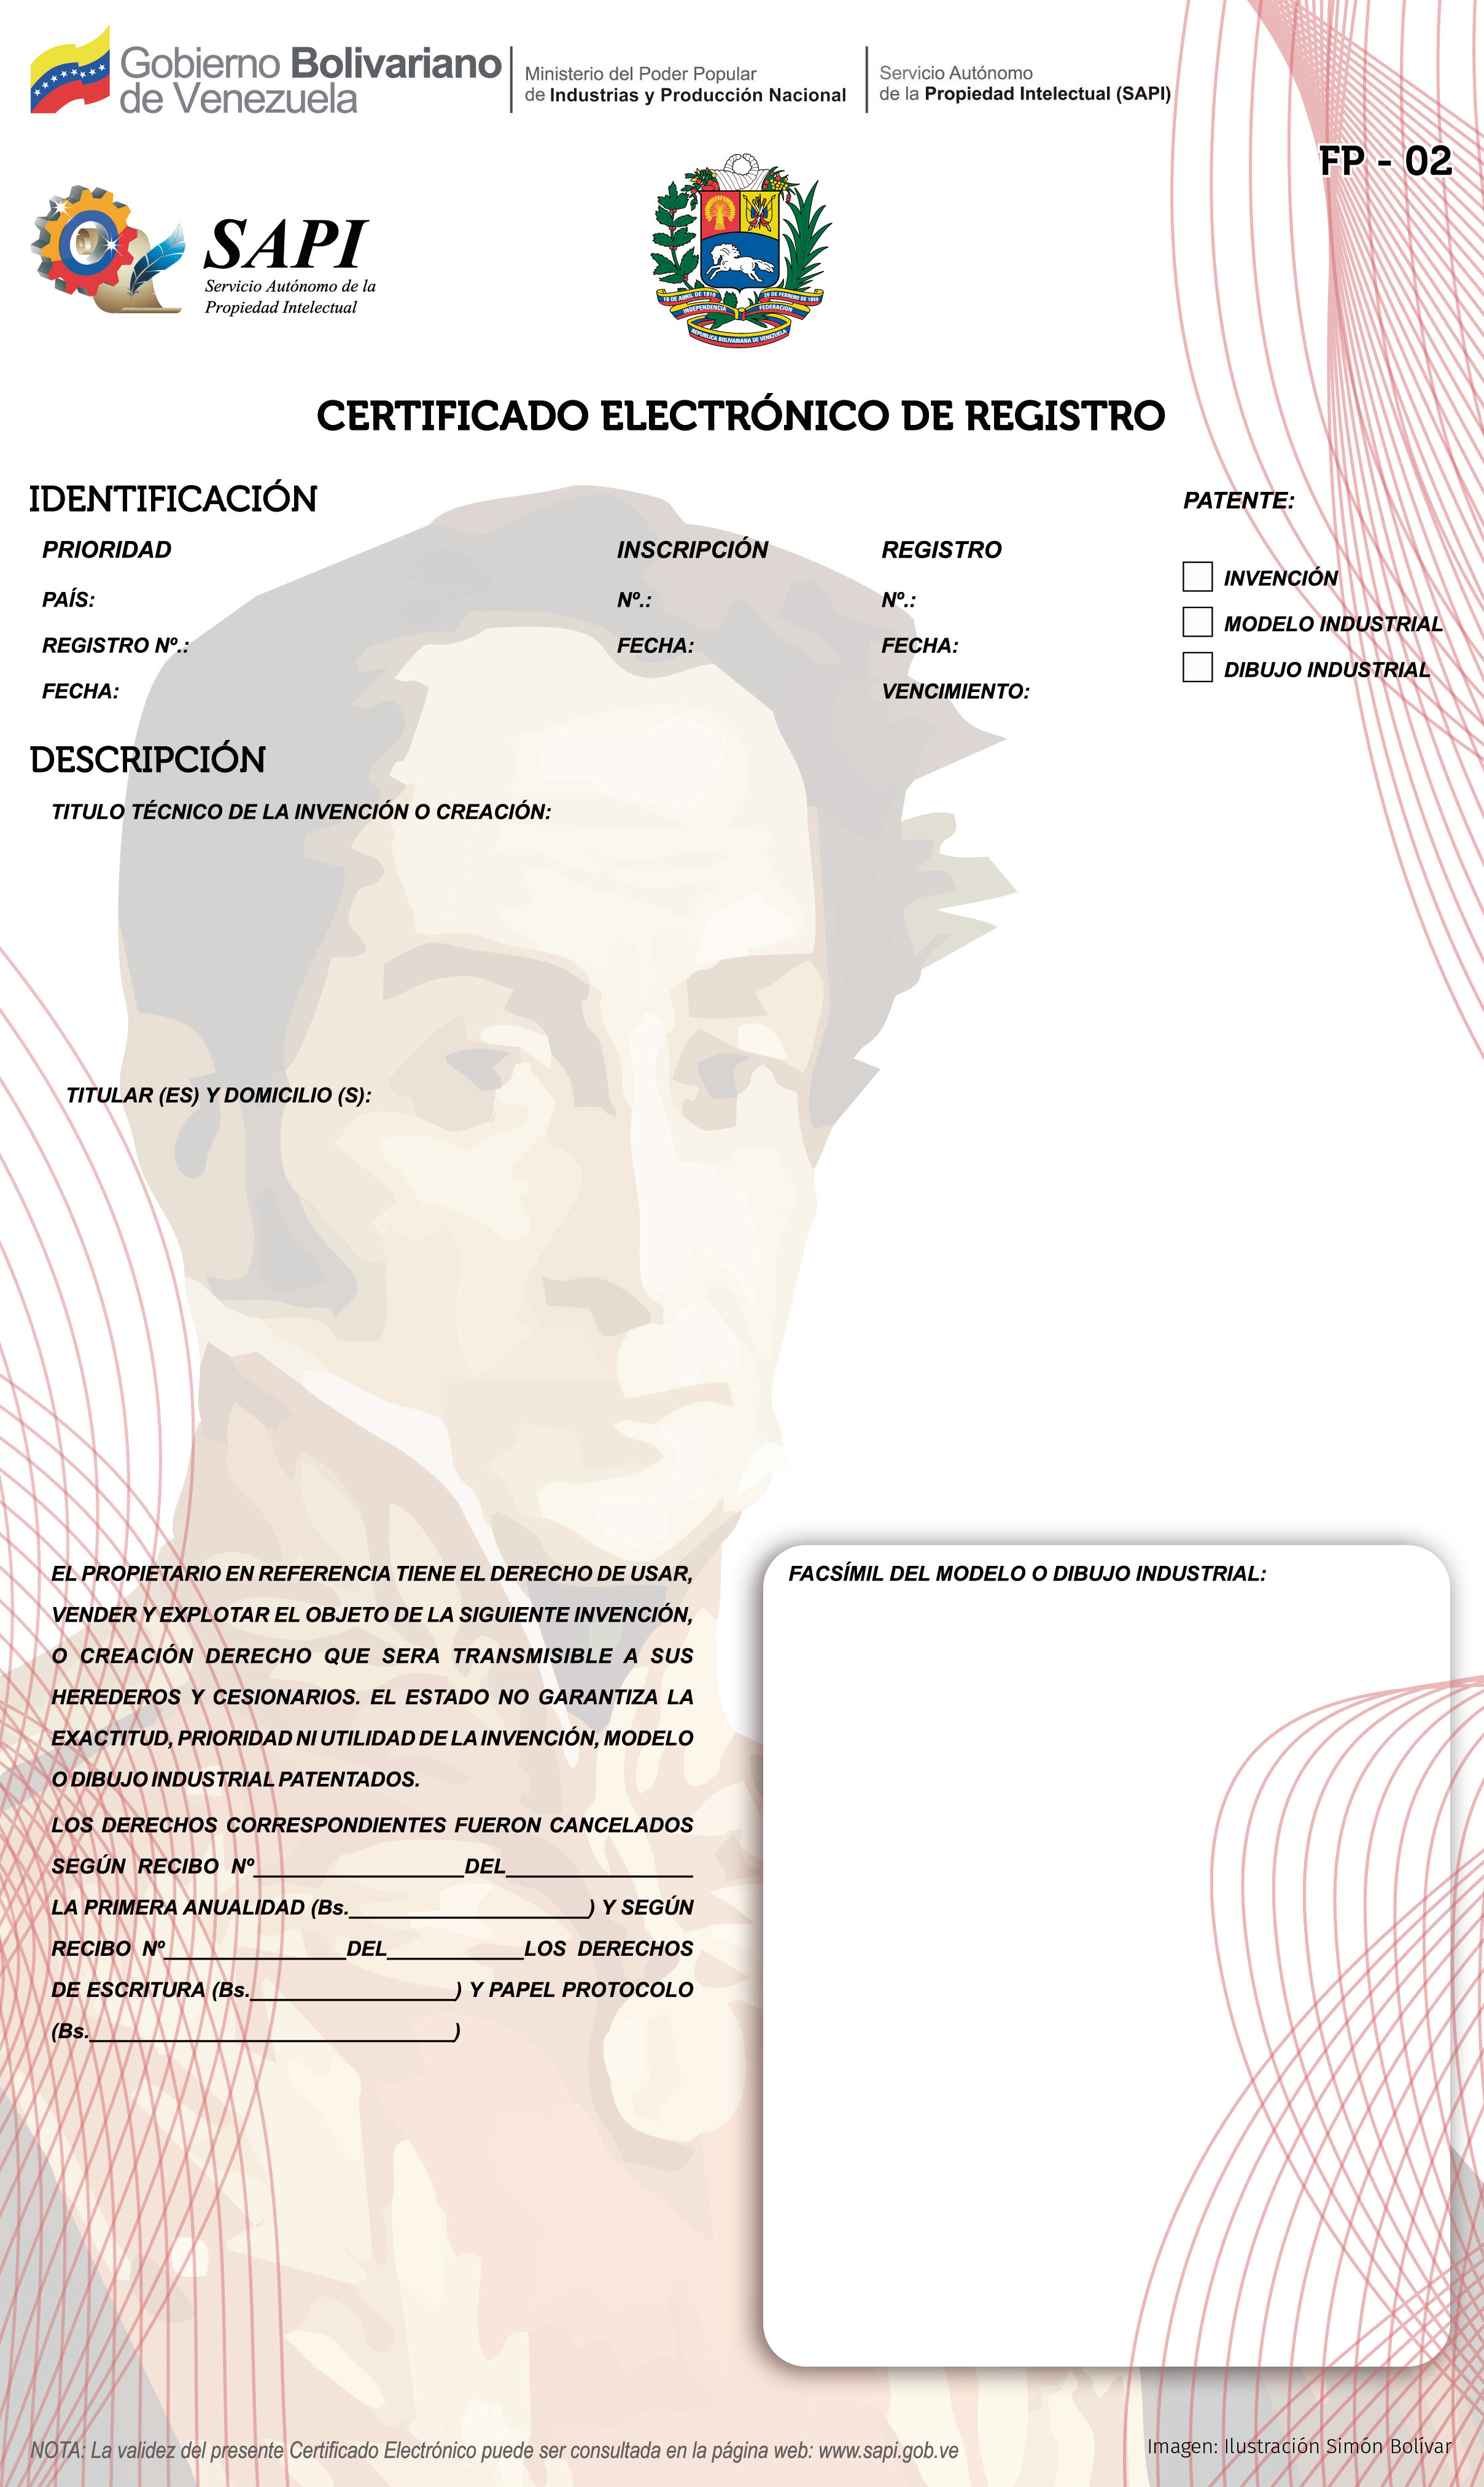 Gobierno Bolivariano
de Venezuela
Ministerio del Poder Popular
de Industrias y Producción Nacional
Servicio Autónomo
de la Propiedad Intelectual (SAPI)
FP - 02
SAPI
Servicio Autónomo de la
Propiedad Intelectual
19 DE ABRIL DE 1810
20 DE FEBRERO DE 1859
INDEPENDENCIA
FEDERACIÓN
REPÚBLICA BOLIVARIANA DE VENEZUELA
CERTIFICADO ELECTRÓNICO DE REGISTRO
IDENTIFICACIÓN
PATENTE:
PRIORIDAD INSCRIPCIÓN REGISTRO
INVENCIÓN
PAÍS: Nº.: Nº.:
MODELO INDUSTRIAL
REGISTRO Nº.: FECHA: FECHA:
DIBUJO INDUSTRIAL
FECHA: VENCIMIENTO:
DESCRIPCIÓN
TITULO TÉCNICO DE LA INVENCIÓN O CREACIÓN:
TITULAR (ES) Y DOMICILIO (S):
EL PROPIETARIO EN REFERENCIA TIENE EL DERECHO DE USAR,
VENDER Y EXPLOTAR EL OBJETO DE LA SIGUIENTE INVENCIÓN,
O CREACIÓN DERECHO QUE SERA TRANSMISIBLE A SUS
HEREDEROS Y CESIONARIOS. EL ESTADO NO GARANTIZA LA
EXACTITUD, PRIORIDAD NI UTILIDAD DE LA INVENCIÓN, MODELO
O DIBUJO INDUSTRIAL PATENTADOS.
LOS DERECHOS CORRESPONDIENTES FUERON CANCELADOS
SEGÚN RECIBO Nº__________________DEL________________
LA PRIMERA ANUALIDAD (Bs.____________________) Y SEGÚN
RECIBO Nº________________DEL____________LOS DERECHOS
DE ESCRITURA (Bs.__________________) Y PAPEL PROTOCOLO
(Bs.________________________________)
FACSÍMIL DEL MODELO O DIBUJO INDUSTRIAL:
NOTA: La validez del presente Certificado Electrónico puede ser consultada en la página web: www.sapi.gob.ve
Imagen: Ilustración Simón Bolívar